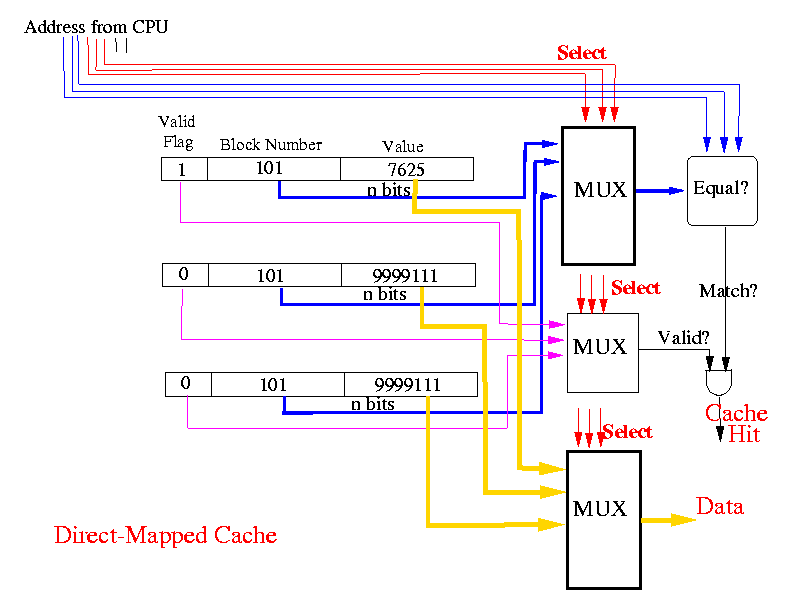 Address from CPU
Select
Valid
Flag
Block Number
Value
1
101
7625
n bits
MUX
Equal?
0
101
9999111
n bits
Select
Match?
MUX
Valid?
0
101
9999111
n bits
Cache
Hit
Select
MUX
Data
Direct-Mapped Cache